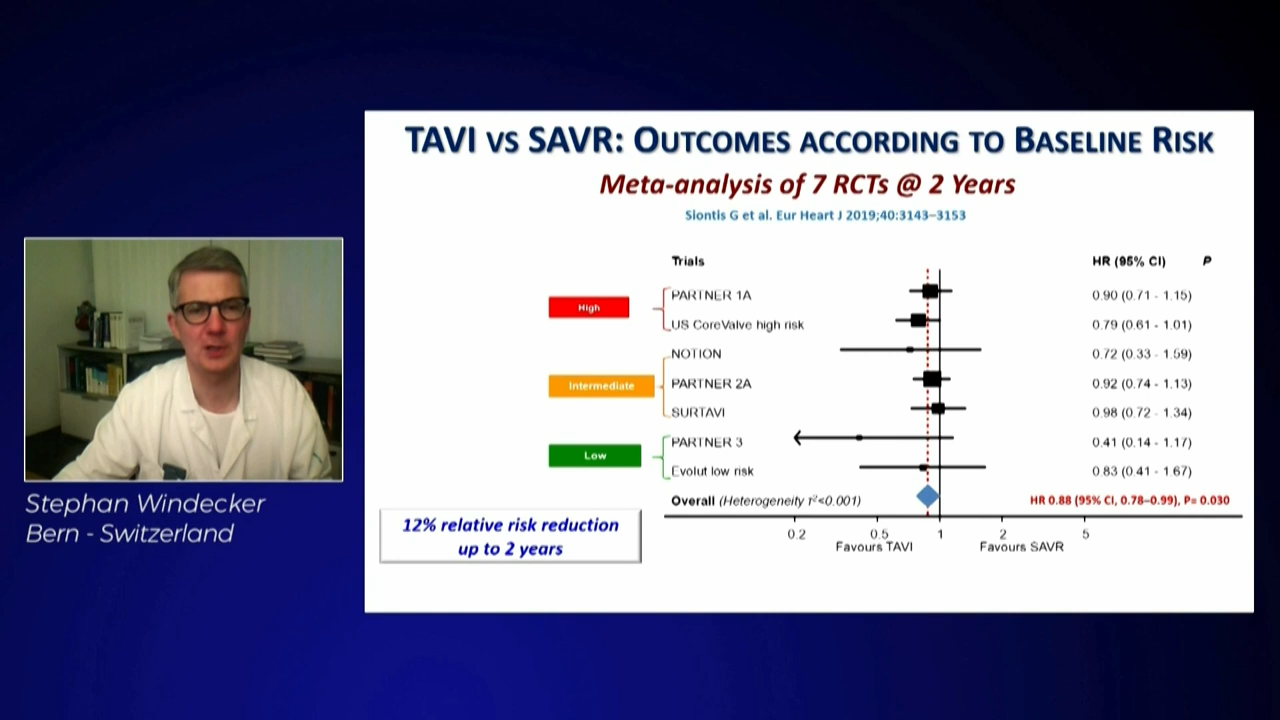 TAVI VS SAVR: OUTCOMES ACCORDING TO BASELINE RISK
Meta-analysis of 7 RCTs @ 2 Years
Siontis G et al. Eur Heart J 2019;40:3143–3153
Trials HR (95% CI) P
High
PARTNER 1A 0.90 (0.71 - 1.15)
US CoreValve high risk 0.79 (0.61 - 1.01)
NOTION 0.72 (0.33 - 1.59)
Intermediate
PARTNER 2A 0.92 (0.74 - 1.13)
SURTAVI 0.98 (0.72 - 1.34)
PARTNER 3 0.41 (0.14 - 1.17)
Low
Evolut low risk 0.83 (0.41 - 1.67)
Overall (Heterogeneity τ²<0.001) HR 0.88 (95% CI, 0.78–0.99), P= 0.030
0.2 0.5 1 2 5
Favours TAVI Favours SAVR
12% relative risk reduction
up to 2 years
Stephan Windecker
Bern - Switzerland